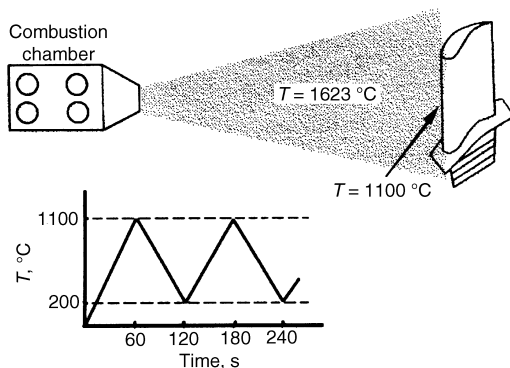 Combustion
chamber
T = 1623 °C
T = 1100 °C
1100
T, °C
200
60 120 180 240
Time, s